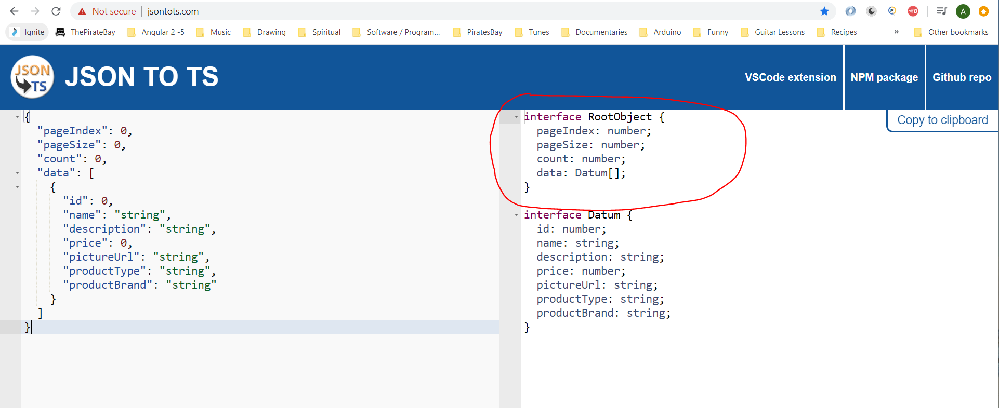 Not secure | jsontots.com
A
Ignite ThePirateBay Angular 2 -5 Music Drawing Spiritual Software / Program... PiratesBay Tunes Documentaries Arduino Funny Guitar Lessons Recipes » Other bookmarks
JSON TS JSON TO TS VSCode extension NPM package Github repo
Copy to clipboard
{
"pageIndex": 0,
"pageSize": 0,
"count": 0,
"data": [
{
"id": 0,
"name": "string",
"description": "string",
"price": 0,
"pictureUrl": "string",
"productType": "string",
"productBrand": "string"
}
]
}
interface RootObject {
pageIndex: number;
pageSize: number;
count: number;
data: Datum[];
}
interface Datum {
id: number;
name: string;
description: string;
price: number;
pictureUrl: string;
productType: string;
productBrand: string;
}